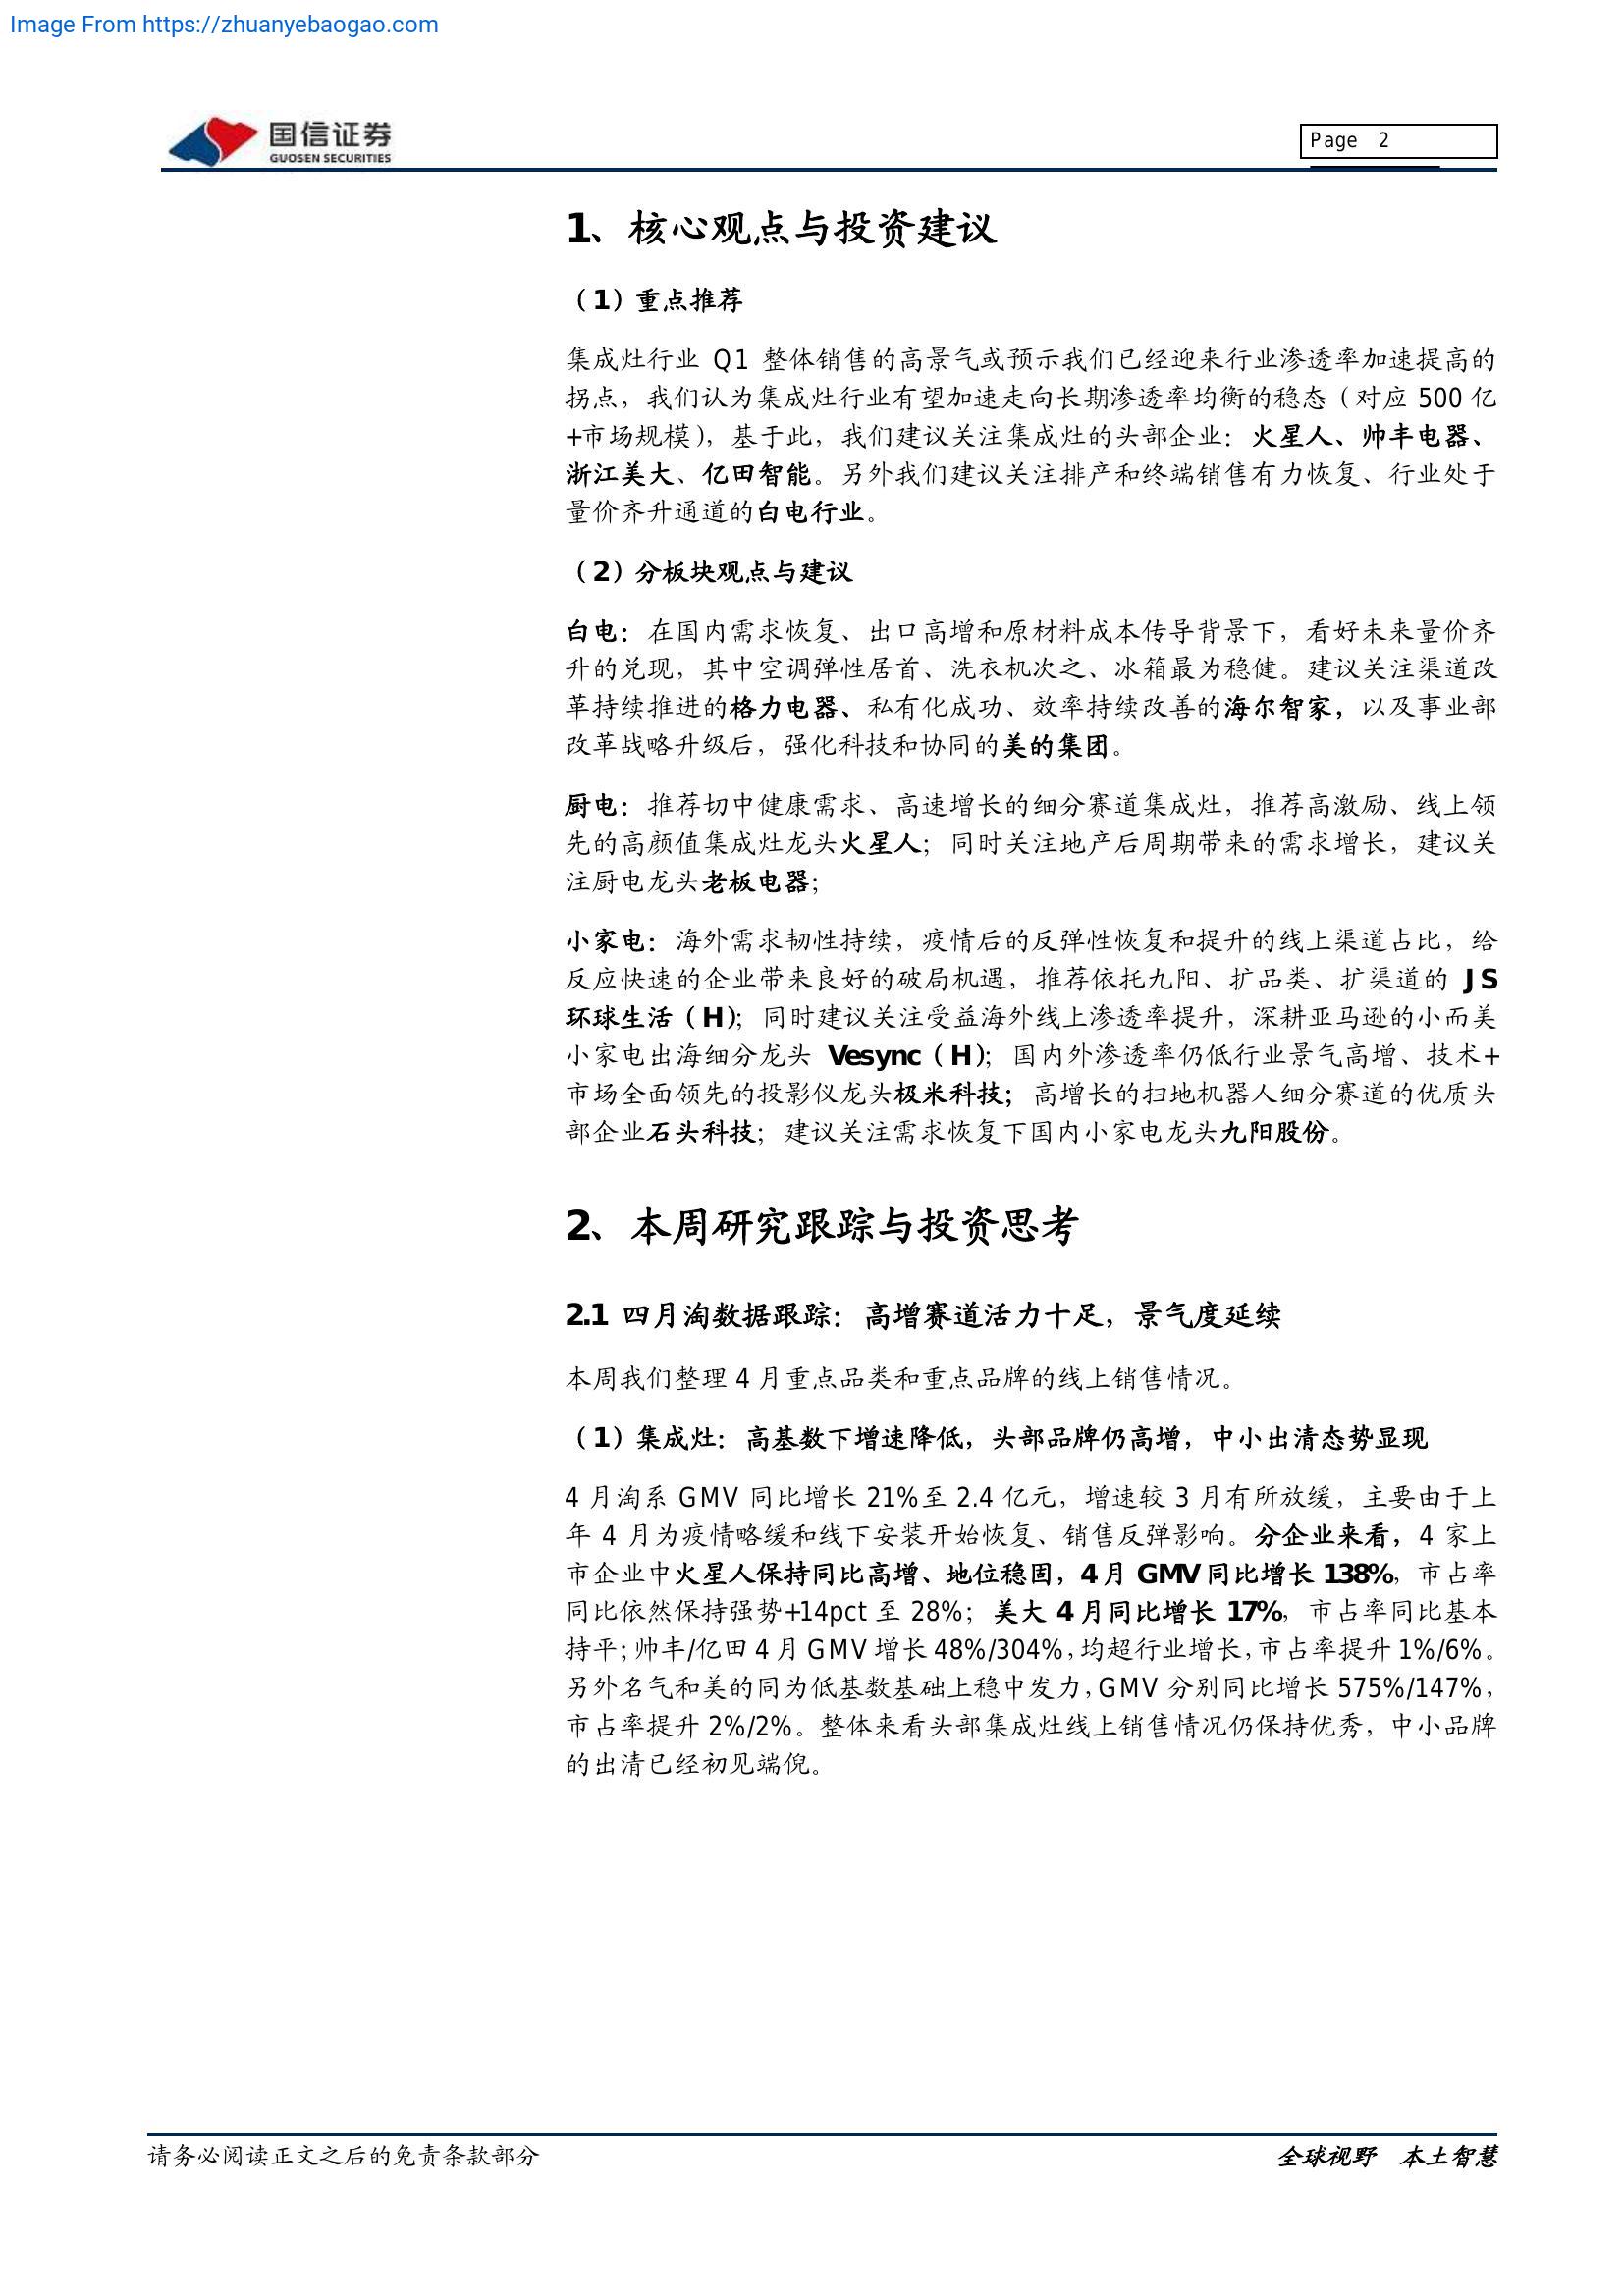 Image From https://zhuanyebaogao.com
国信证券
GUOSEN SECURITIES
Page 2
1、核心观点与投资建议
（1）重点推荐
集成灶行业 Q1 整体销售的高景气或预示我们已经迎来行业渗透率加速提高的
拐点，我们认为集成灶行业有望加速走向长期渗透率均衡的稳态（对应 500 亿
+市场规模），基于此，我们建议关注集成灶的头部企业：火星人、帅丰电器、
浙江美大、亿田智能。另外我们建议关注排产和终端销售有力恢复、行业处于
量价齐升通道的白电行业。
（2）分板块观点与建议
白电：在国内需求恢复、出口高增和原材料成本传导背景下，看好未来量价齐
升的兑现，其中空调弹性居首、洗衣机次之、冰箱最为稳健。建议关注渠道改
革持续推进的格力电器、私有化成功、效率持续改善的海尔智家，以及事业部
改革战略升级后，强化科技和协同的美的集团。
厨电：推荐切中健康需求、高速增长的细分赛道集成灶，推荐高激励、线上领
先的高颜值集成灶龙头火星人；同时关注地产后周期带来的需求增长，建议关
注厨电龙头老板电器；
小家电：海外需求韧性持续，疫情后的反弹性恢复和提升的线上渠道占比，给
反应快速的企业带来良好的破局机遇，推荐依托九阳、扩品类、扩渠道的 JS
环球生活（H）；同时建议关注受益海外线上渗透率提升，深耕亚马逊的小而美
小家电出海细分龙头 Vesync（H）；国内外渗透率仍低行业景气高增、技术+
市场全面领先的投影仪龙头极米科技；高增长的扫地机器人细分赛道的优质头
部企业石头科技；建议关注需求恢复下国内小家电龙头九阳股份。
2、本周研究跟踪与投资思考
2.1 四月淘数据跟踪：高增赛道活力十足，景气度延续
本周我们整理 4 月重点品类和重点品牌的线上销售情况。
（1）集成灶：高基数下增速降低，头部品牌仍高增，中小出清态势显现
4 月淘系 GMV 同比增长 21%至 2.4 亿元，增速较 3 月有所放缓，主要由于上
年 4 月为疫情略缓和线下安装开始恢复、销售反弹影响。分企业来看，4 家上
市企业中火星人保持同比高增、地位稳固，4 月 GMV 同比增长 138%，市占率
同比依然保持强势+14pct 至 28%；美大 4 月同比增长 17%，市占率同比基本
持平；帅丰/亿田 4 月 GMV 增长 48%/304%，均超行业增长，市占率提升 1%/6%。
另外名气和美的同为低基数基础上稳中发力，GMV 分别同比增长 575%/147%，
市占率提升 2%/2%。整体来看头部集成灶线上销售情况仍保持优秀，中小品牌
的出清已经初见端倪。
请务必阅读正文之后的免责条款部分
全球视野 本土智慧